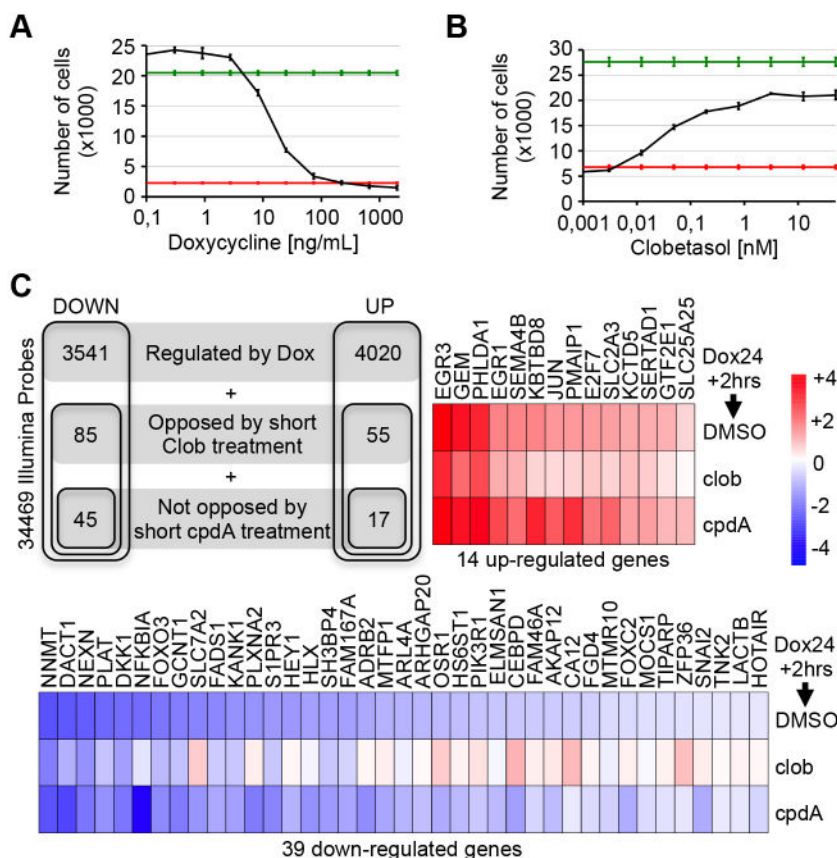 A
Number of cells
(x1000)
25
20
15
10
5
0
0,1
1
10
100
1000
Doxycycline [ng/mL]
B
Number of cells
(x1000)
30
25
20
15
10
5
0
0,001
0,01
0,1
1
10
Clobetasol [nM]
C
34469 Illumina Probes
DOWN
UP
3541
Regulated by Dox
4020
+
85
Opposed by short
Clob treatment
55
+
45
Not opposed by
short cpdA treatment
17
EGR3
GEM
PHLDA1
EGR1
SEMA4B
KBTBD8
JUN
PMAIP1
E2F7
SLC2A3
KCTD5
SERTAD1
GTF2E1
SLC25A25
Dox24
+2hrs
DMSO
clob
cpdA
14 up-regulated genes
+4
+2
0
-2
-4
NNMT
DACT1
NEXN
PLAT
DKK1
NFKBIA
FOXO3
GCNT1
SLC7A2
FADS1
KANK1
PLXNA2
S1PR3
HEY1
HLX
SH3BP4
FAM167A
ADRB2
MTFP1
ARL4A
ARHGAP20
OSR1
HS6ST1
PIK3R1
ELMSAN1
CEBPD
FAM46A
AKAP12
CA12
FGD4
MTMR10
FOXC2
MOCS1
TIPARP
ZFP36
SNAI2
TNK2
LACTB
HOTAIR
Dox24
+2hrs
DMSO
clob
cpdA
39 down-regulated genes